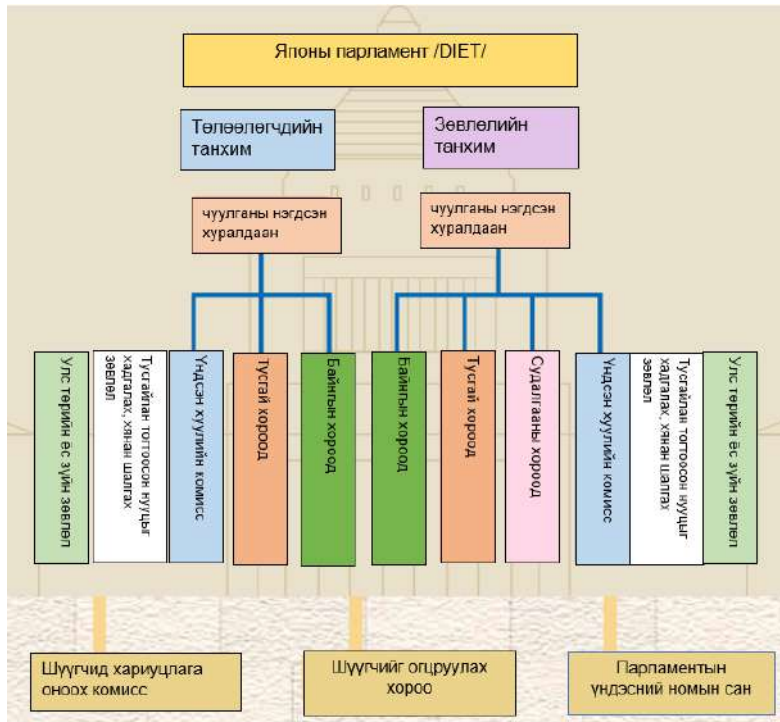 Японы парламент /DIET/
Төлөөлөгчдийн
танхим
Зөвлөлийн
танхим
чуулганы нэгдсэн
хуралдаан
чуулганы нэгдсэн
хуралдаан
Улс төрийн ёс зүйн зөвлөл
Тусгайлан тогтоосон нууцыг
хадгалах, хянан шалгах
зөвлөл
Үндсэн хуулийн комисс
Тусгай хороод
Байнгын хороод
Байнгын хороод
Тусгай хороод
Судалгааны хороод
Үндсэн хуулийн комисс
Тусгайлан тогтоосон нууцыг
хадгалах, хянан шалгах
зөвлөл
Улс төрийн ёс зүйн зөвлөл
Шүүгчид хариуцлага
оноох комисс
Шүүгчийг огцруулах
хороо
Парламентын
үндэсний номын сан